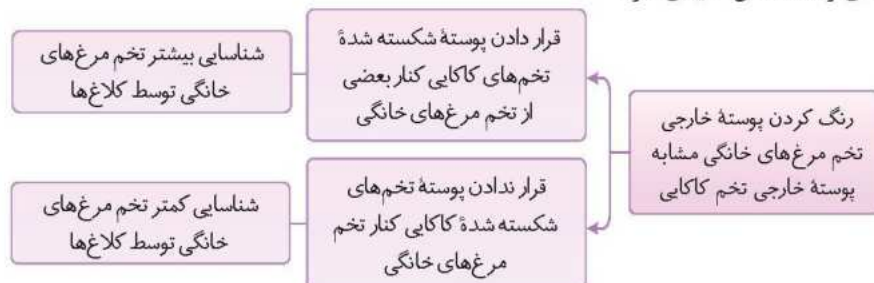 رنگ کردن پوستهٔ خارجی
تخم مرغ‌های خانگی مشابه
پوستهٔ خارجی تخم کاکایی
قرار دادن پوستهٔ شکسته شدهٔ
تخم‌های کاکایی کنار بعضی
از تخم مرغ‌های خانگی
شناسایی بیشتر تخم مرغ‌های
خانگی توسط کلاغ‌ها
قرار ندادن پوستهٔ تخم‌های
شکسته شدهٔ کاکایی کنار تخم
مرغ‌های خانگی
شناسایی کمتر تخم مرغ‌های
خانگی توسط کلاغ‌ها